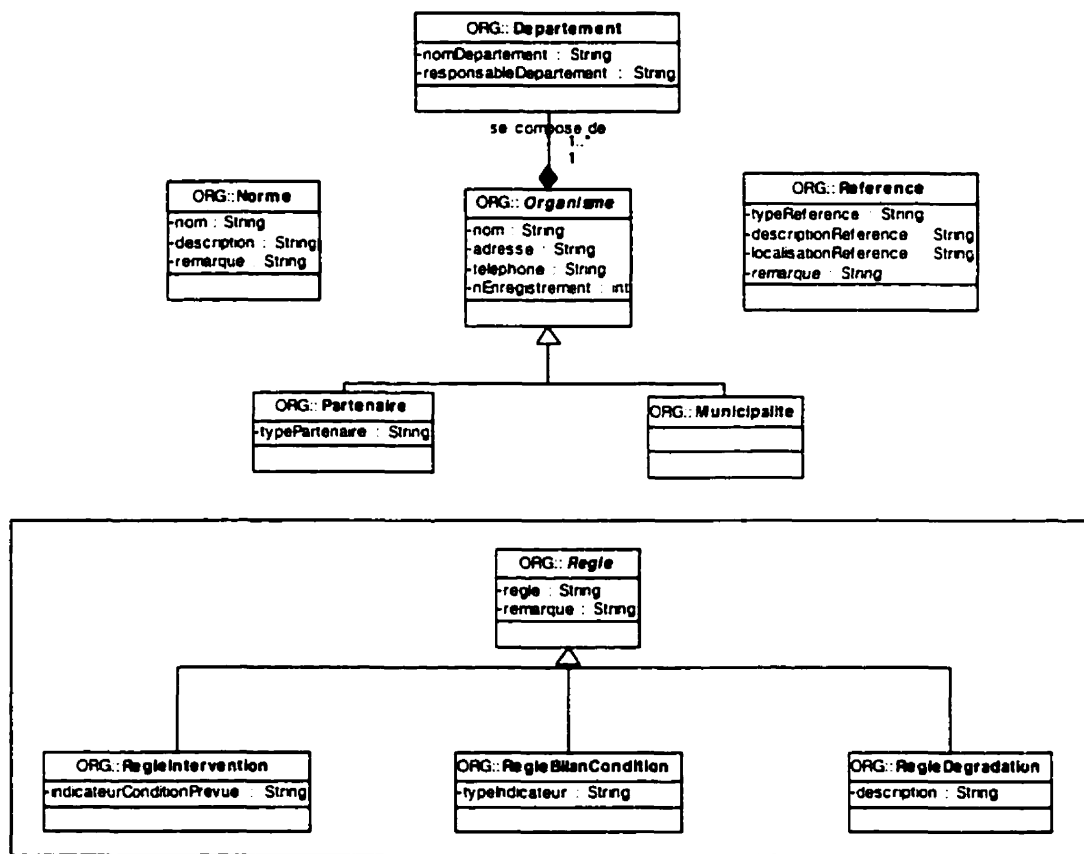 ORG:: Departement
-nomDepartement : String
-responsableDepartement : String
se compose de
1..*
1
ORG::Norme
-nom : String
-description : String
-remarque : String
ORG:: Organisme
-nom : String
-adresse : String
-telephone : String
-nEnregistrement : int
ORG:: Reference
-typeReference : String
-descriptionReference String
-localisationReference String
-remarque : String
ORG:: Partenaire
-typePartenaire : String
ORG:: Municipalite
ORG:: Regle
-regle : String
-remarque : String
ORG::RegleIntervention
-indicateurConditionPrevue : String
ORG::RegleBilanCondition
-typeIndicateur : String
ORG::RegleDegradation
-description : String